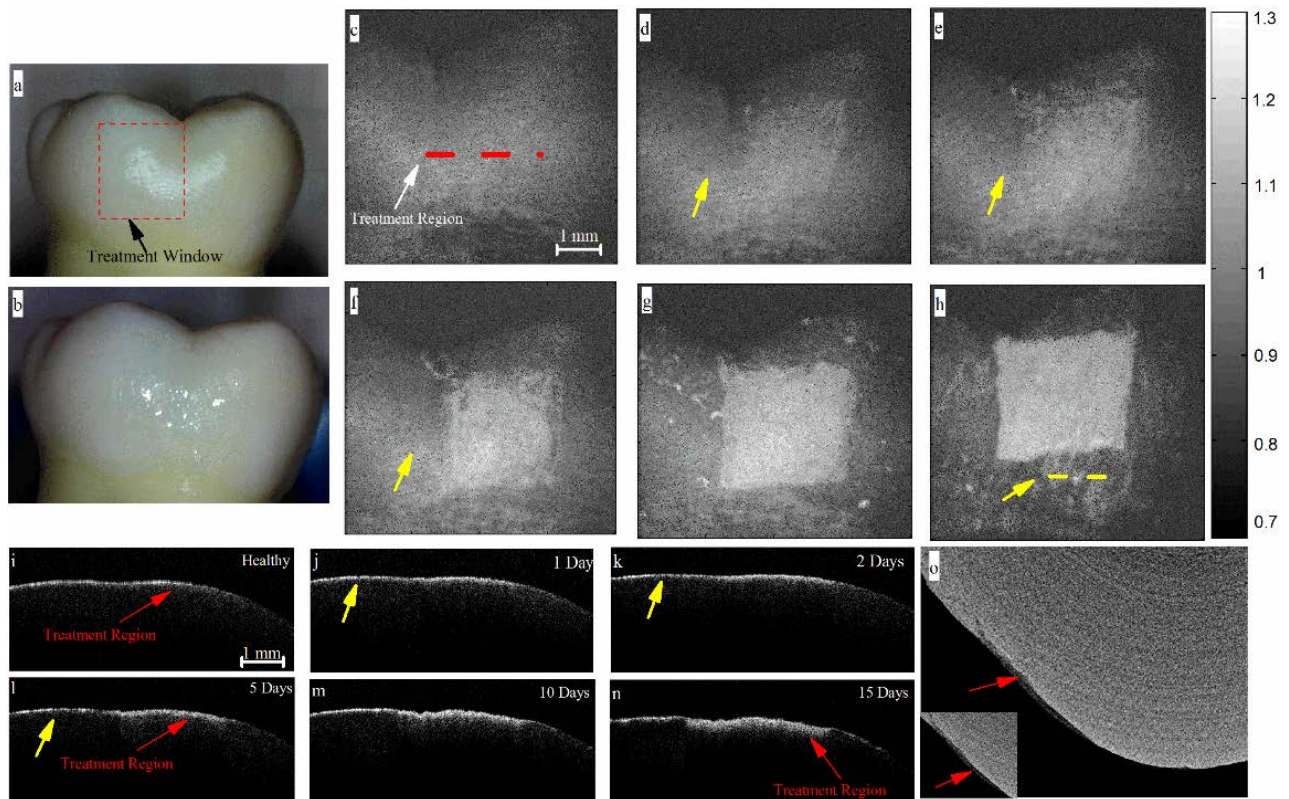 a
Treatment Window
b
c
Treatment Region
1 mm
d
e
f
g
h
1.3
1.2
1.1
1
0.9
0.8
0.7
i
Healthy
Treatment Region
1 mm
j
1 Day
k
2 Days
l
5 Days
Treatment Region
m
10 Days
n
15 Days
Treatment Region
o